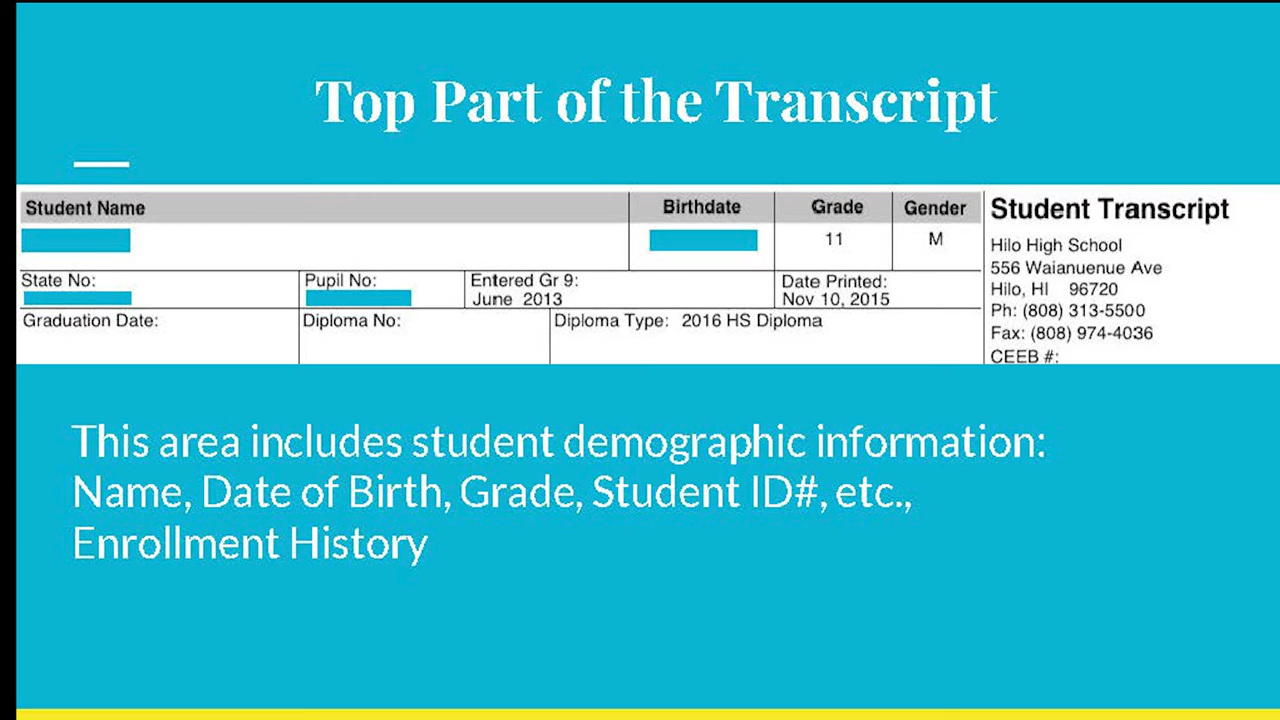 Top Part of the Transcript
Student Name Birthdate Grade Gender
11 M
State No: Pupil No: Entered Gr 9: Date Printed:
June 2013 Nov 10, 2015
Graduation Date: Diploma No: Diploma Type: 2016 HS Diploma
Student Transcript
Hilo High School
556 Waianuenue Ave
Hilo, HI 96720
Ph: (808) 313-5500
Fax: (808) 974-4036
CEEB #:
This area includes student demographic information:
Name, Date of Birth, Grade, Student ID#, etc.,
Enrollment History